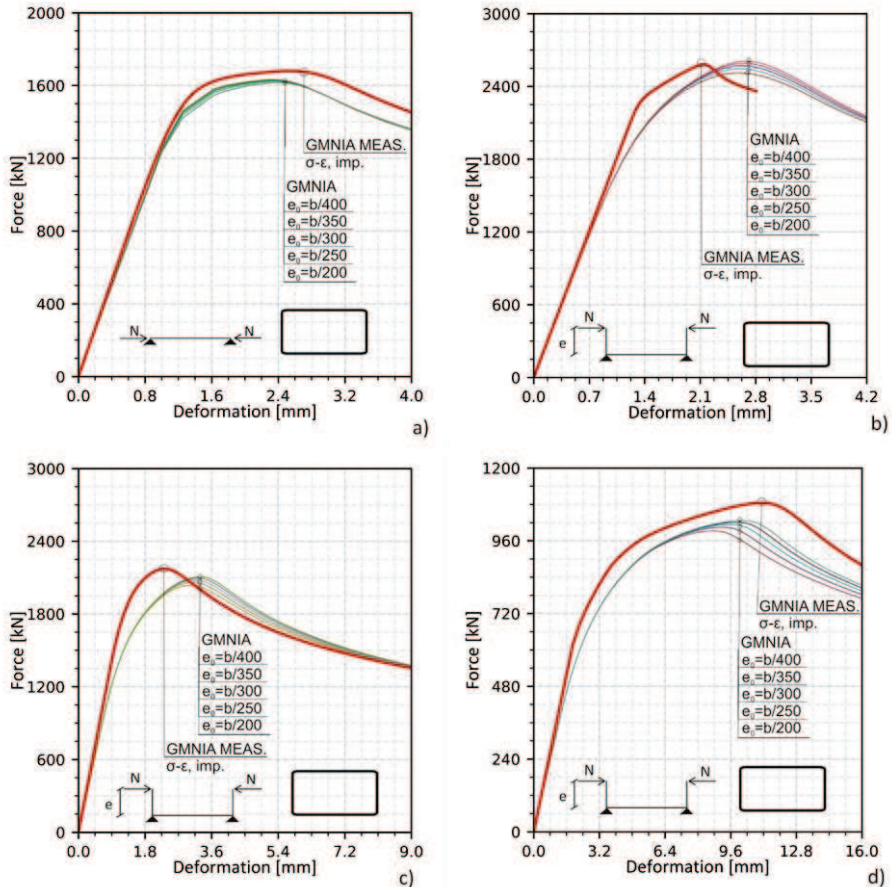 2000
1600
1200
800
400
0
Force [kN]
0.0 0.8 1.6 2.4 3.2 4.0
Deformation [mm]
GMNIA MEAS.
σ-ε, imp.
GMNIA
e₀=b/400
e₀=b/350
e₀=b/300
e₀=b/250
e₀=b/200
N N
a)
3000
2400
1800
1200
600
0
Force [kN]
0.0 0.7 1.4 2.1 2.8 3.5 4.2
Deformation [mm]
GMNIA
e₀=b/400
e₀=b/350
e₀=b/300
e₀=b/250
e₀=b/200
GMNIA MEAS.
σ-ε, imp.
N N
e
b)
3000
2400
1800
1200
600
0
Force [kN]
0.0 1.8 3.6 5.4 7.2 9.0
Deformation [mm]
GMNIA
e₀=b/400
e₀=b/350
e₀=b/300
e₀=b/250
e₀=b/200
GMNIA MEAS.
σ-ε, imp.
N N
e
c)
1200
960
720
480
240
0
Force [kN]
0.0 3.2 6.4 9.6 12.8 16.0
Deformation [mm]
GMNIA MEAS.
σ-ε, imp.
GMNIA
e₀=b/400
e₀=b/350
e₀=b/300
e₀=b/250
e₀=b/200
N N
e
d)